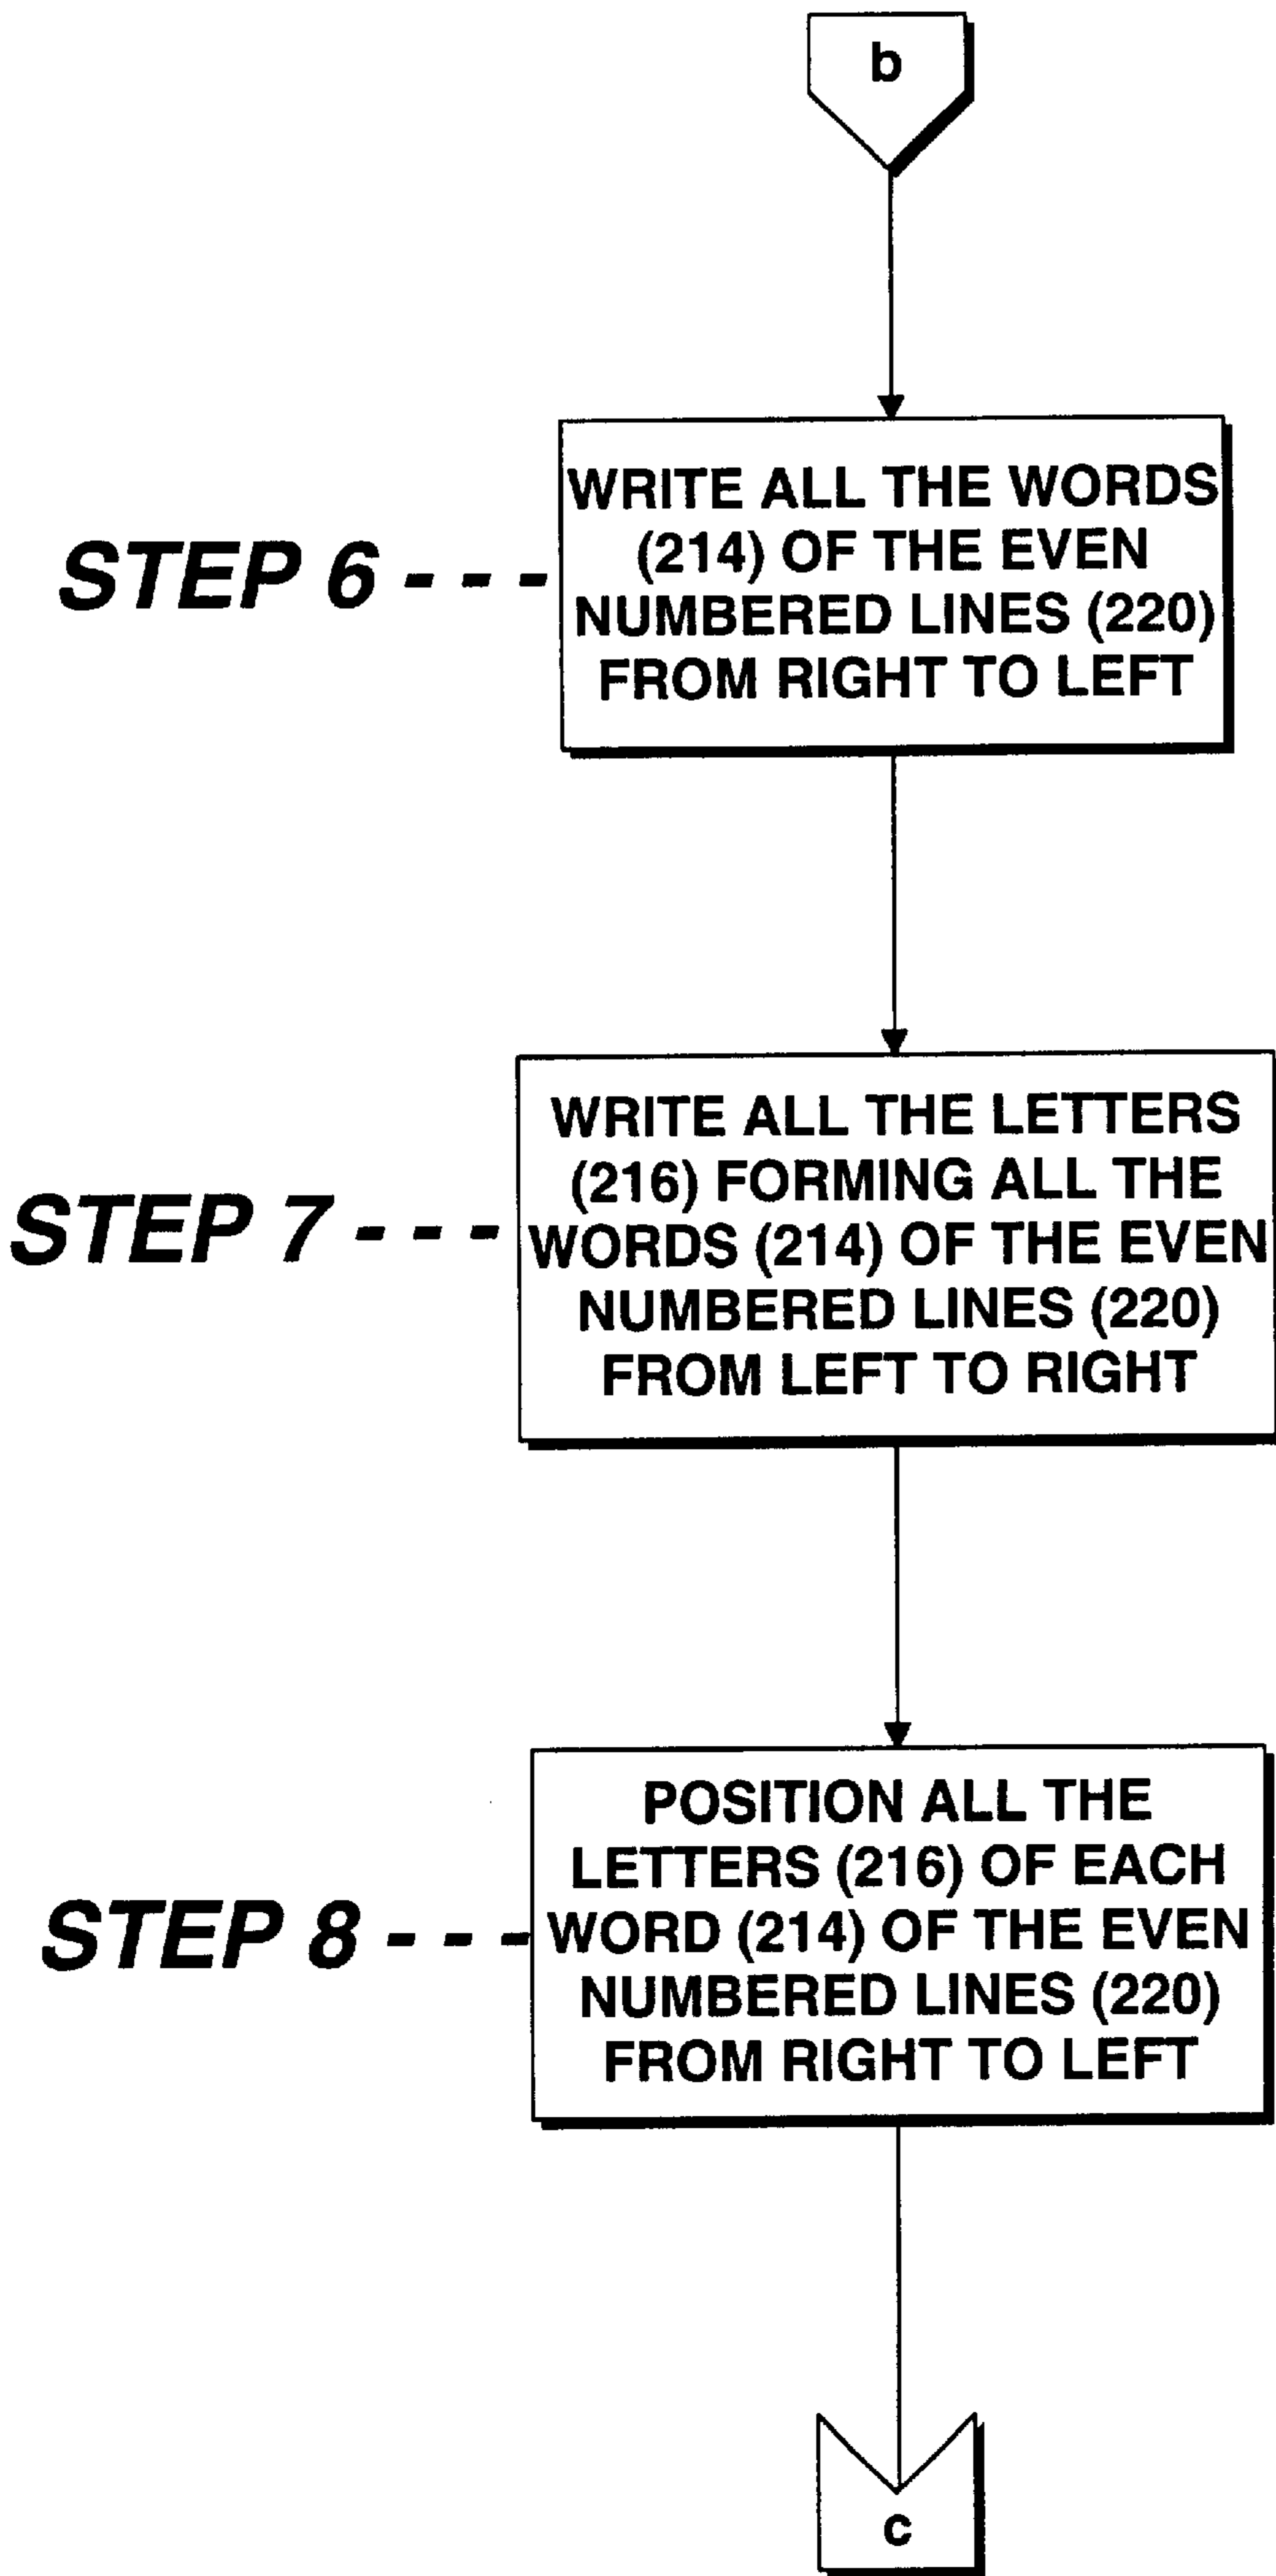 b
WRITE ALL THE WORDS
(214) OF THE EVEN
STEP 6 - - -
NUMBERED LINES (220)
FROM RIGHT TO LEFT
WRITE ALL THE LETTERS
(216) FORMING ALL THE
STEP 7 - - -
WORDS (214) OF THE EVEN
NUMBERED LINES (220)
FROM LEFT TO RIGHT
POSITION ALL THE
LETTERS (216) OF EACH
STEP 8 - - -
WORD (214) OF THE EVEN
NUMBERED LINES (220)
FROM RIGHT TO LEFT
c